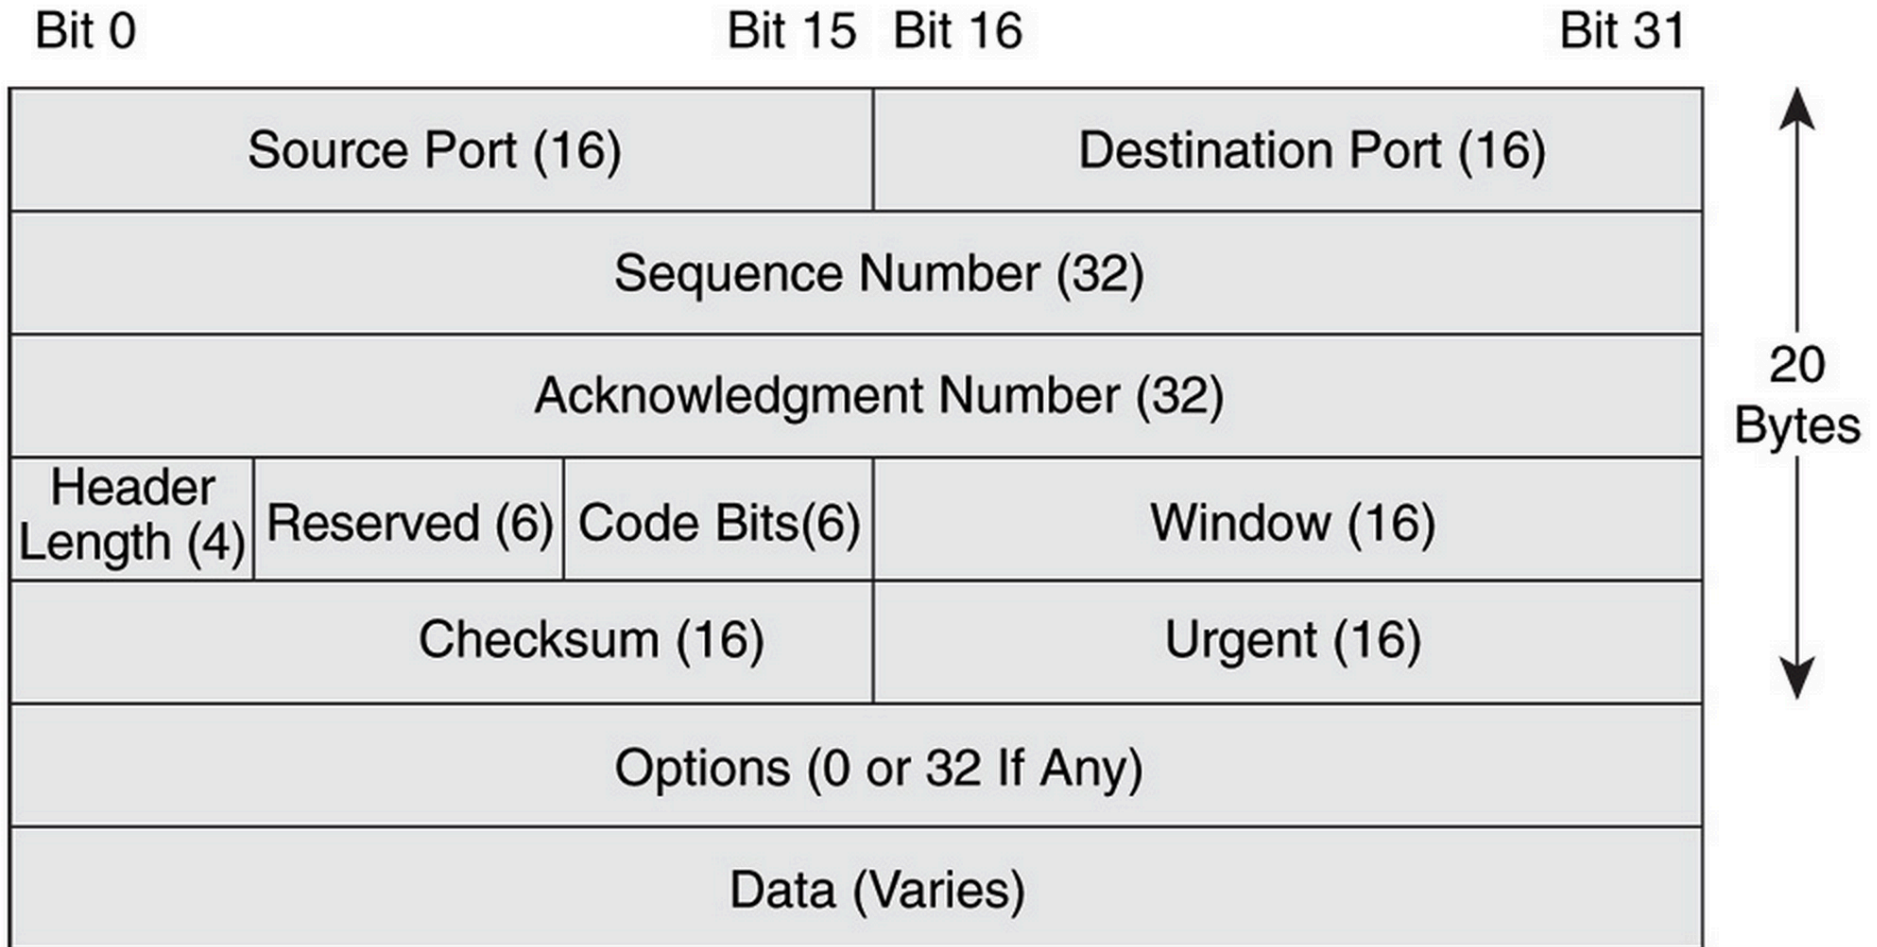 Bit 0 Bit 15 Bit 16 Bit 31
Source Port (16) Destination Port (16)
Sequence Number (32)
Acknowledgment Number (32)
20
Bytes
Header
Length (4) Reserved (6) Code Bits(6) Window (16)
Checksum (16) Urgent (16)
Options (0 or 32 If Any)
Data (Varies)